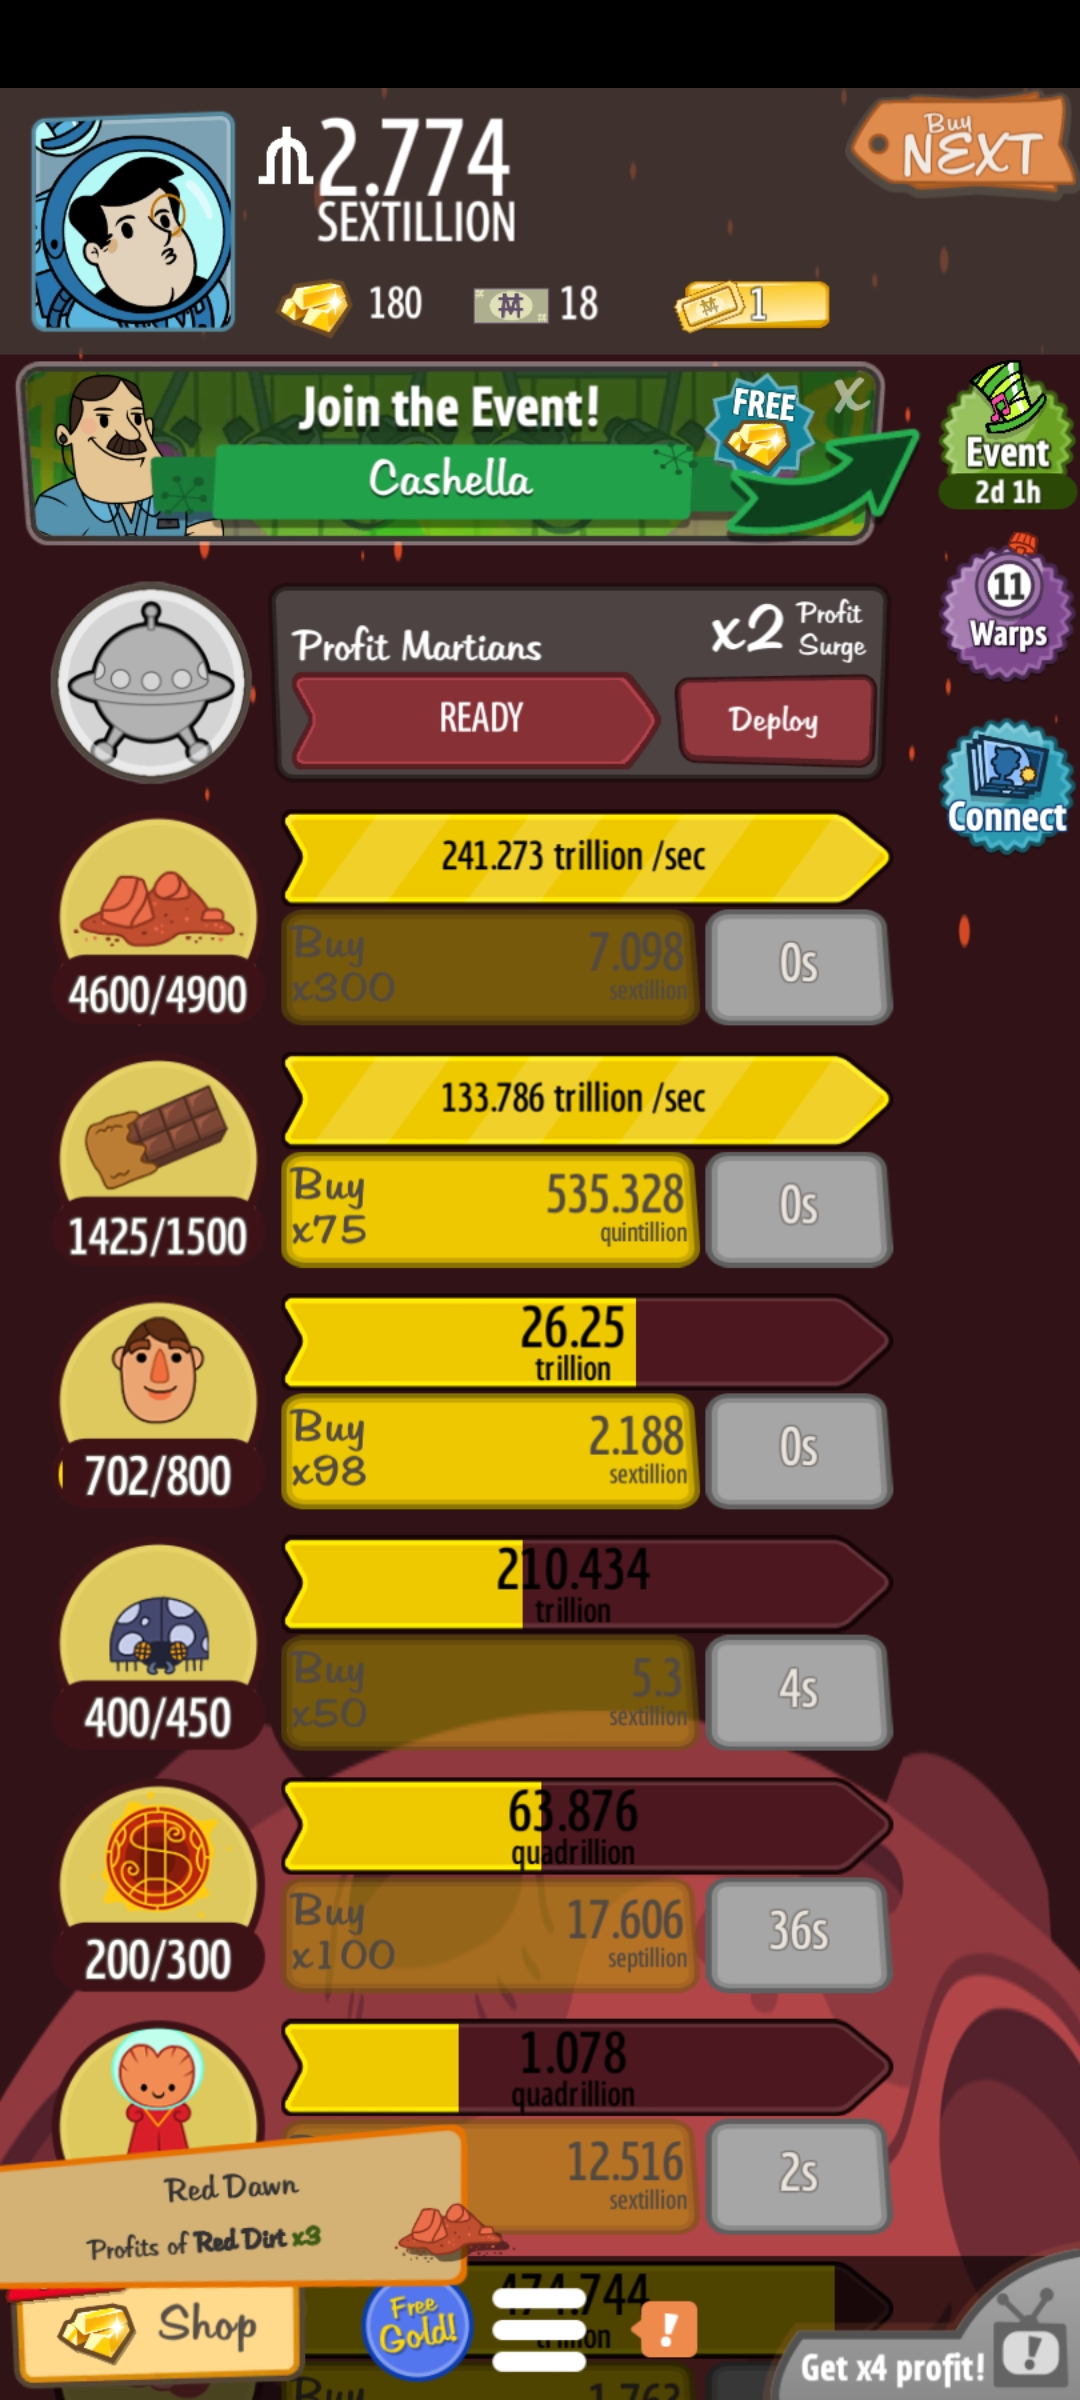 2.774
SEXTILLION
Buy
NEXT
180
18
1
Join the Event!
Cashella
FREE
X
Event
2d 1h
11
Warps
Connect
Profit Martians
x2 Profit Surge
READY
Deploy
241.273 trillion /sec
4600/4900
Buy
x300
7.098
sextillion
0s
133.786 trillion /sec
1425/1500
Buy
x75
535.328
quintillion
0s
26.25
trillion
702/800
Buy
x98
2.188
sextillion
0s
210.434
trillion
400/450
Buy
x50
5.3
sextillion
4s
63.876
quadrillion
200/300
Buy
x100
17.606
septillion
36s
1.078
quadrillion
12.516
sextillion
2s
Red Dawn
Profits of Red Dirt x3
474.744
Shop
Free
Gold!
!
Get x4 profit!
!
Buy
1.763